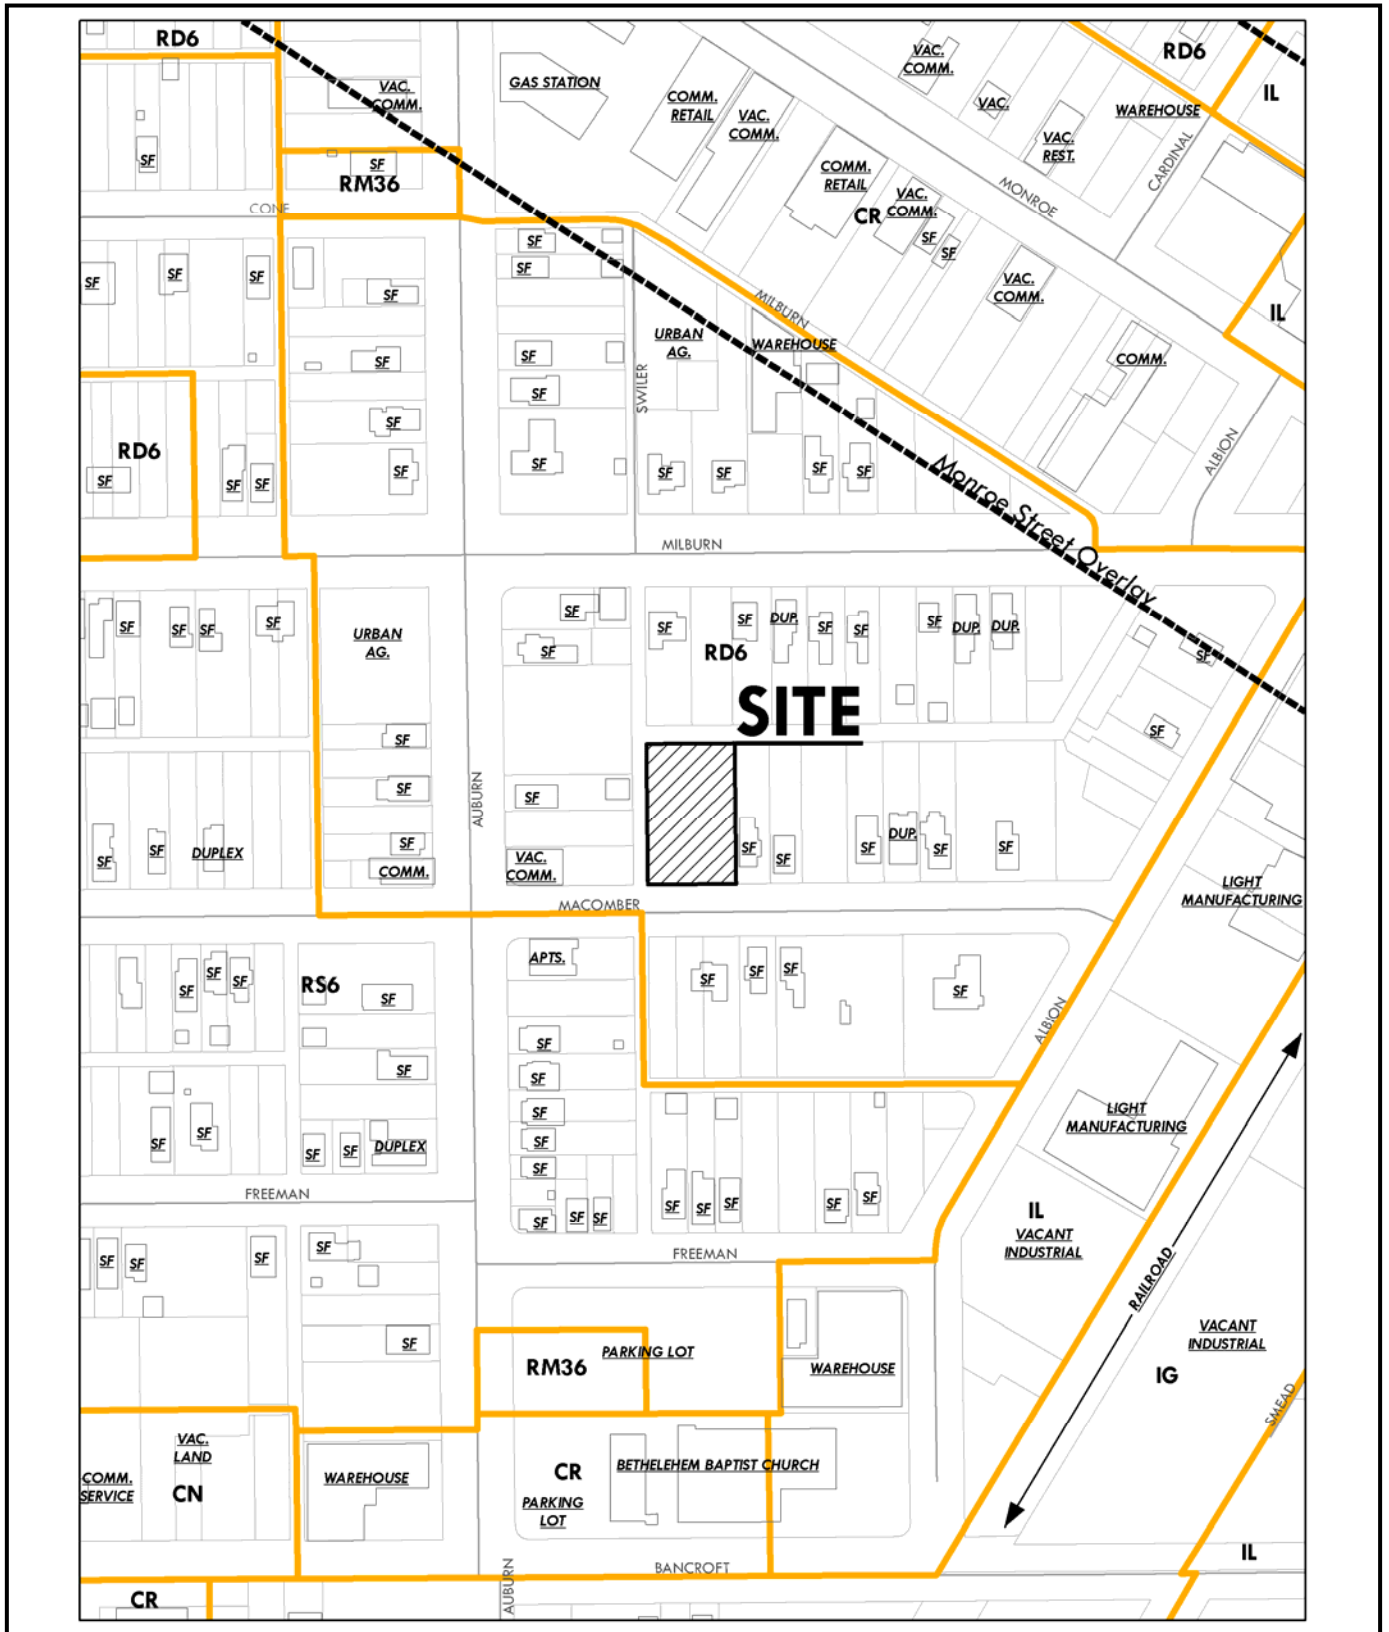 RD6
VAC.
COMM.
GAS STATION
COMM.
RETAIL
VAC.
COMM.
VAC.
COMM.
VAC.
RD6
IL
WAREHOUSE
VAC.
REST.
CARDINAL
MONROE
SF
SF
RM36
CONE
COMM.
RETAIL
CR
VAC.
COMM.
SF
SF
VAC.
COMM.
IL
SF
SF
SF
SF
SF
SF
MILBURN
URBAN
AG.
WAREHOUSE
COMM.
SF
SF
SWILER
SF
SF
SF
RD6
SF
SF
SF
SF
SF
SF
SF
SF
SF
ALBION
Monroe Street Overlay
MILBURN
SF
SF
SF
SF
URBAN
AG.
SF
SF
SF
SF
DUP.
SF
SF
SF
DUP.
DUP.
RD6
SF
SF
SITE
SF
SF
SF
AUBURN
SF
SF
COMM.
VAC.
COMM.
SF
SF
DUPLEX
SF
SF
SF
DUP.
SF
SF
LIGHT
MANUFACTURING
MACOMBER
APTS.
SF
SF
SF
RS6
SF
SF
SF
SF
SF
ALBION
SF
SF
SF
SF
SF
SF
SF
SF
SF
SF
DUPLEX
LIGHT
MANUFACTURING
FREEMAN
SF
SF
SF
SF
SF
SF
SF
SF
FREEMAN
IL
VACANT
INDUSTRIAL
RAILROAD
SF
SF
SF
SF
SF
RM36
PARKING LOT
WAREHOUSE
VACANT
INDUSTRIAL
IG
SMEAD
VAC.
LAND
COMM.
SERVICE
CN
WAREHOUSE
CR
BETHELEHEM BAPTIST CHURCH
PARKING
LOT
IL
BANCROFT
AUBURN
CR